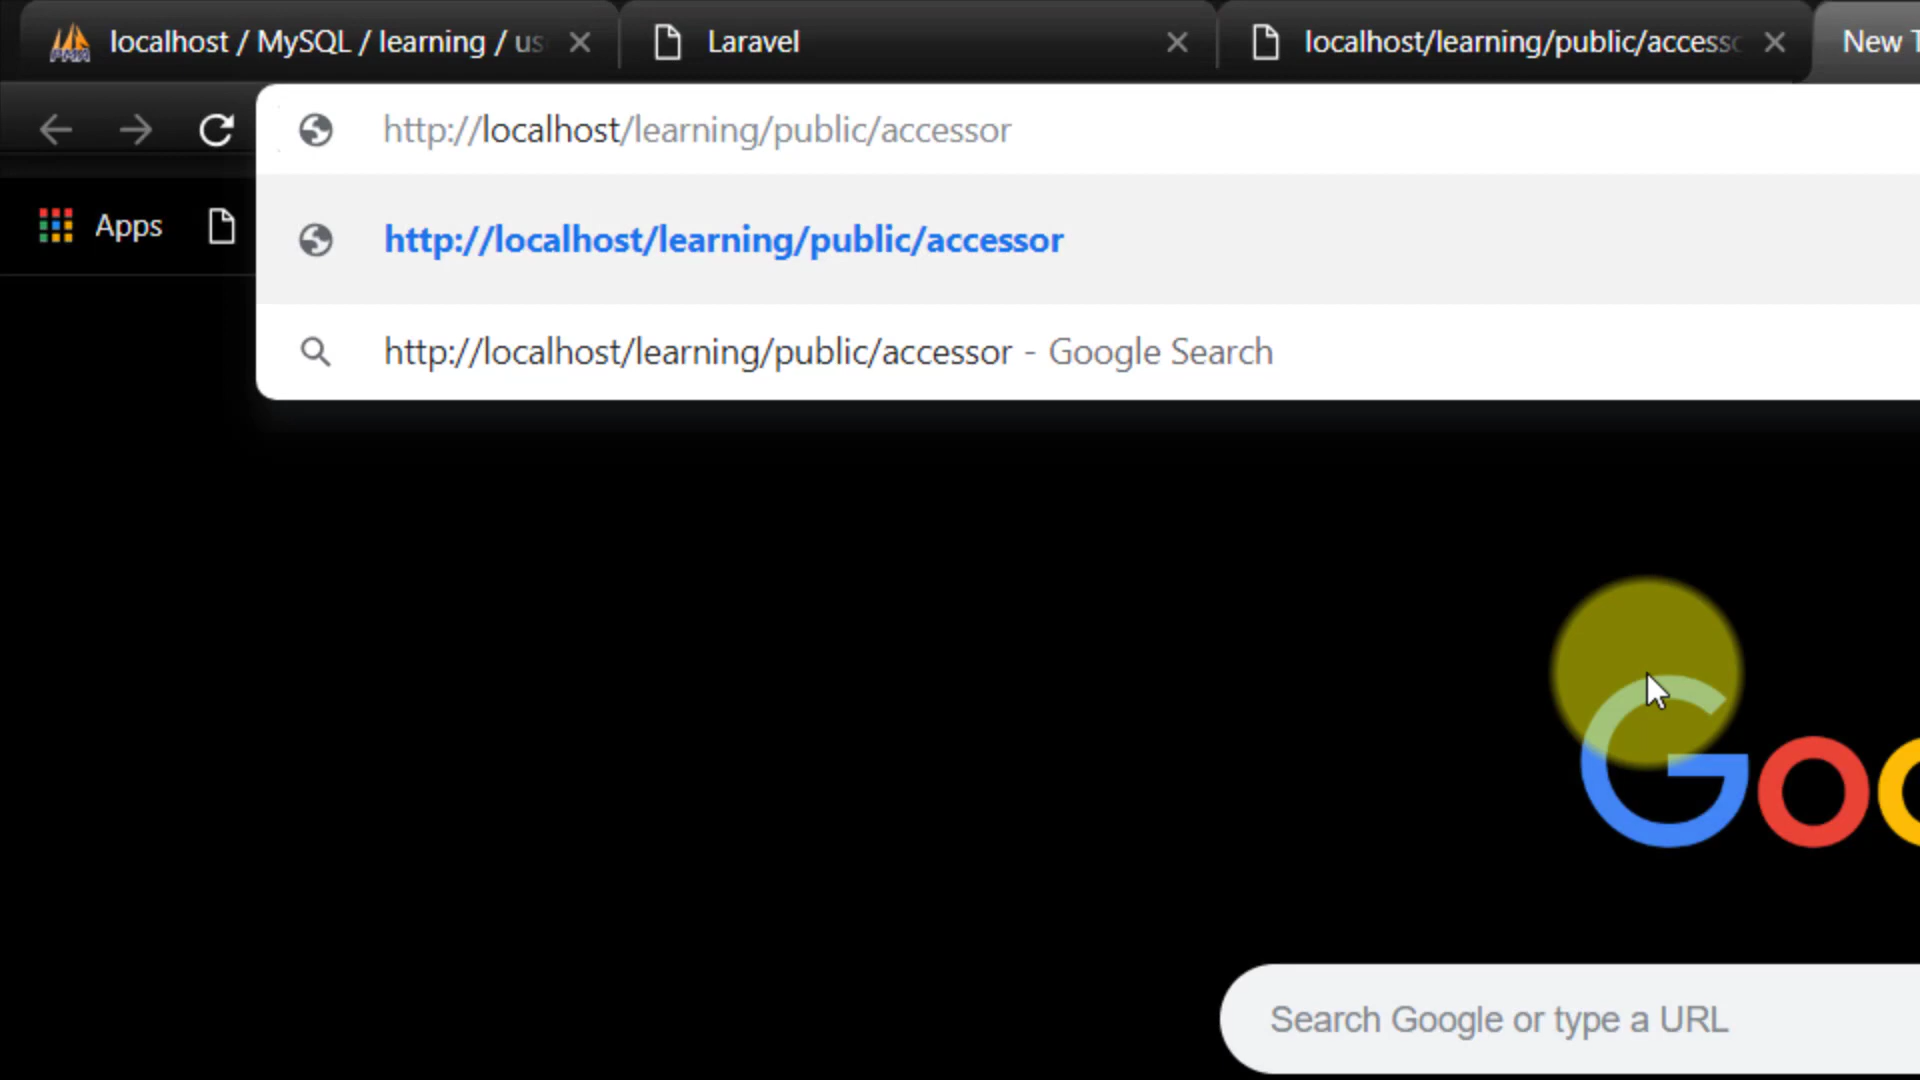 localhost / MySQL / learning / us
Laravel
localhost/learning/public/access
New
http://localhost/learning/public/accessor
Apps
http://localhost/learning/public/accessor
http://localhost/learning/public/accessor - Google Search
Goo
Search Google or type a URL